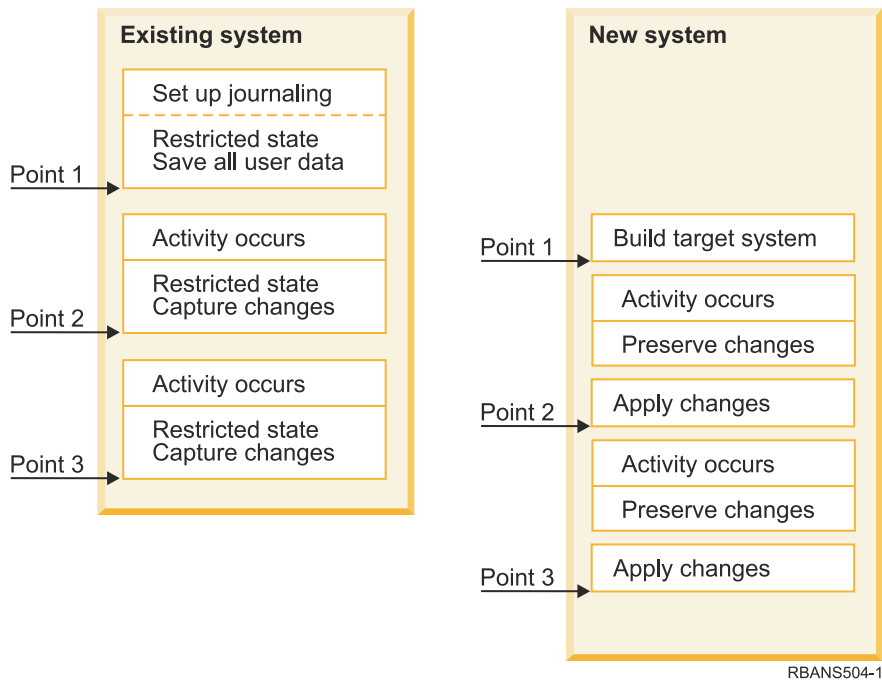 Existing system
Set up journaling
Restricted state
Save all user data
Point 1
Activity occurs
Restricted state
Capture changes
Point 2
Activity occurs
Restricted state
Capture changes
Point 3
New system
Build target system
Point 1
Activity occurs
Preserve changes
Apply changes
Point 2
Activity occurs
Preserve changes
Apply changes
Point 3
RBANS504-1